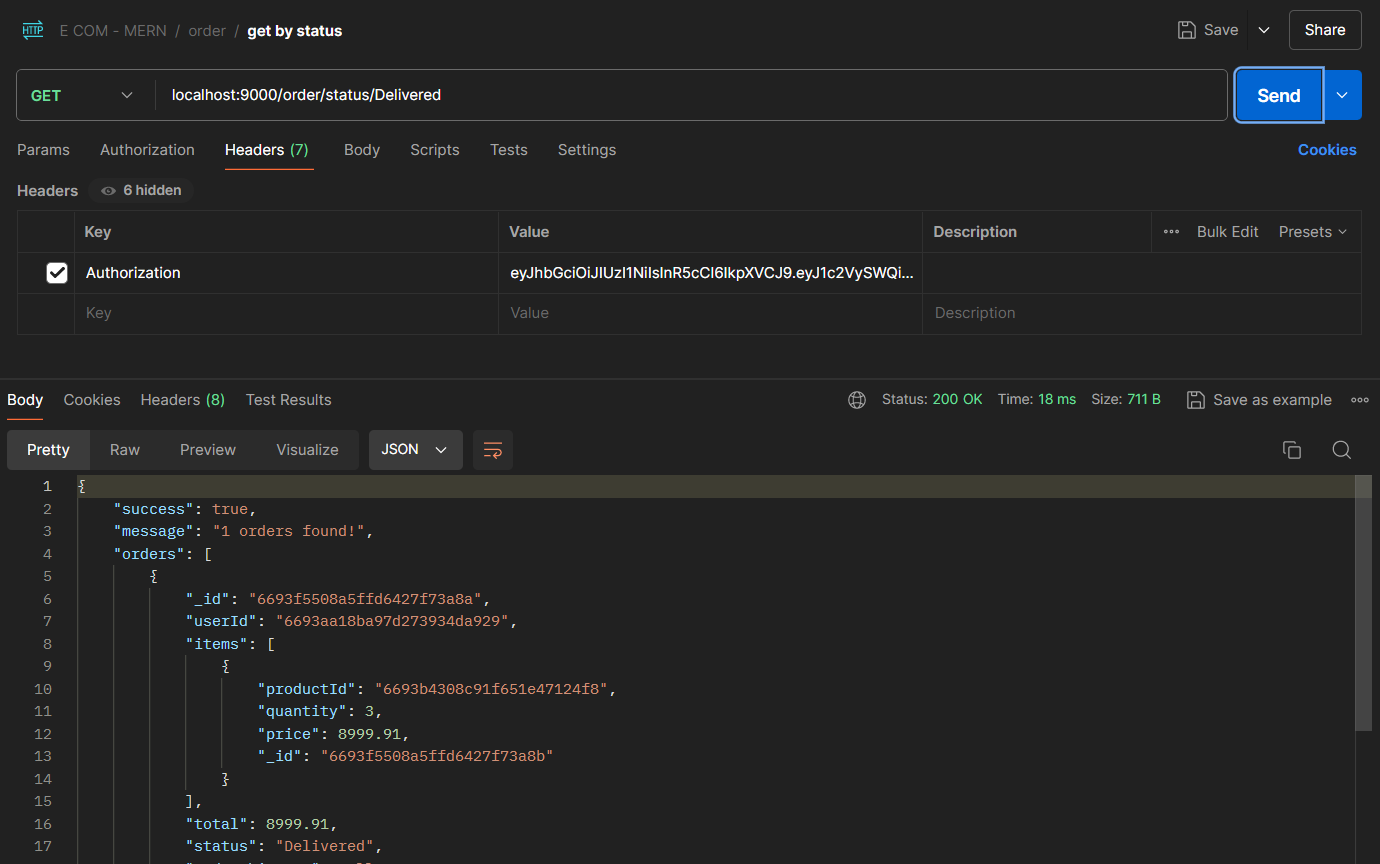 HTTP E COM - MERN / order / get by status Save Share
GET localhost:9000/order/status/Delivered Send
Params Authorization Headers (7) Body Scripts Tests Settings Cookies
Headers 6 hidden
Key Value Description Bulk Edit Presets
Authorization eyJhbGciOiJIUzI1NiIsInR5cCI6IkpXVCJ9.eyJ1c2VySWQi...
Key Value Description
Body Cookies Headers (8) Test Results Status: 200 OK Time: 18 ms Size: 711 B Save as example
Pretty Raw Preview Visualize JSON
1 {
2 "success": true,
3 "message": "1 orders found!",
4 "orders": [
5 {
6 "_id": "6693f5508a5ffd6427f73a8a",
7 "userId": "6693aa18ba97d273934da929",
8 "items": [
9 {
10 "productId": "6693b4308c91f651e47124f8",
11 "quantity": 3,
12 "price": 8999.91,
13 "_id": "6693f5508a5ffd6427f73a8b"
14 }
15 ],
16 "total": 8999.91,
17 "status": "Delivered",